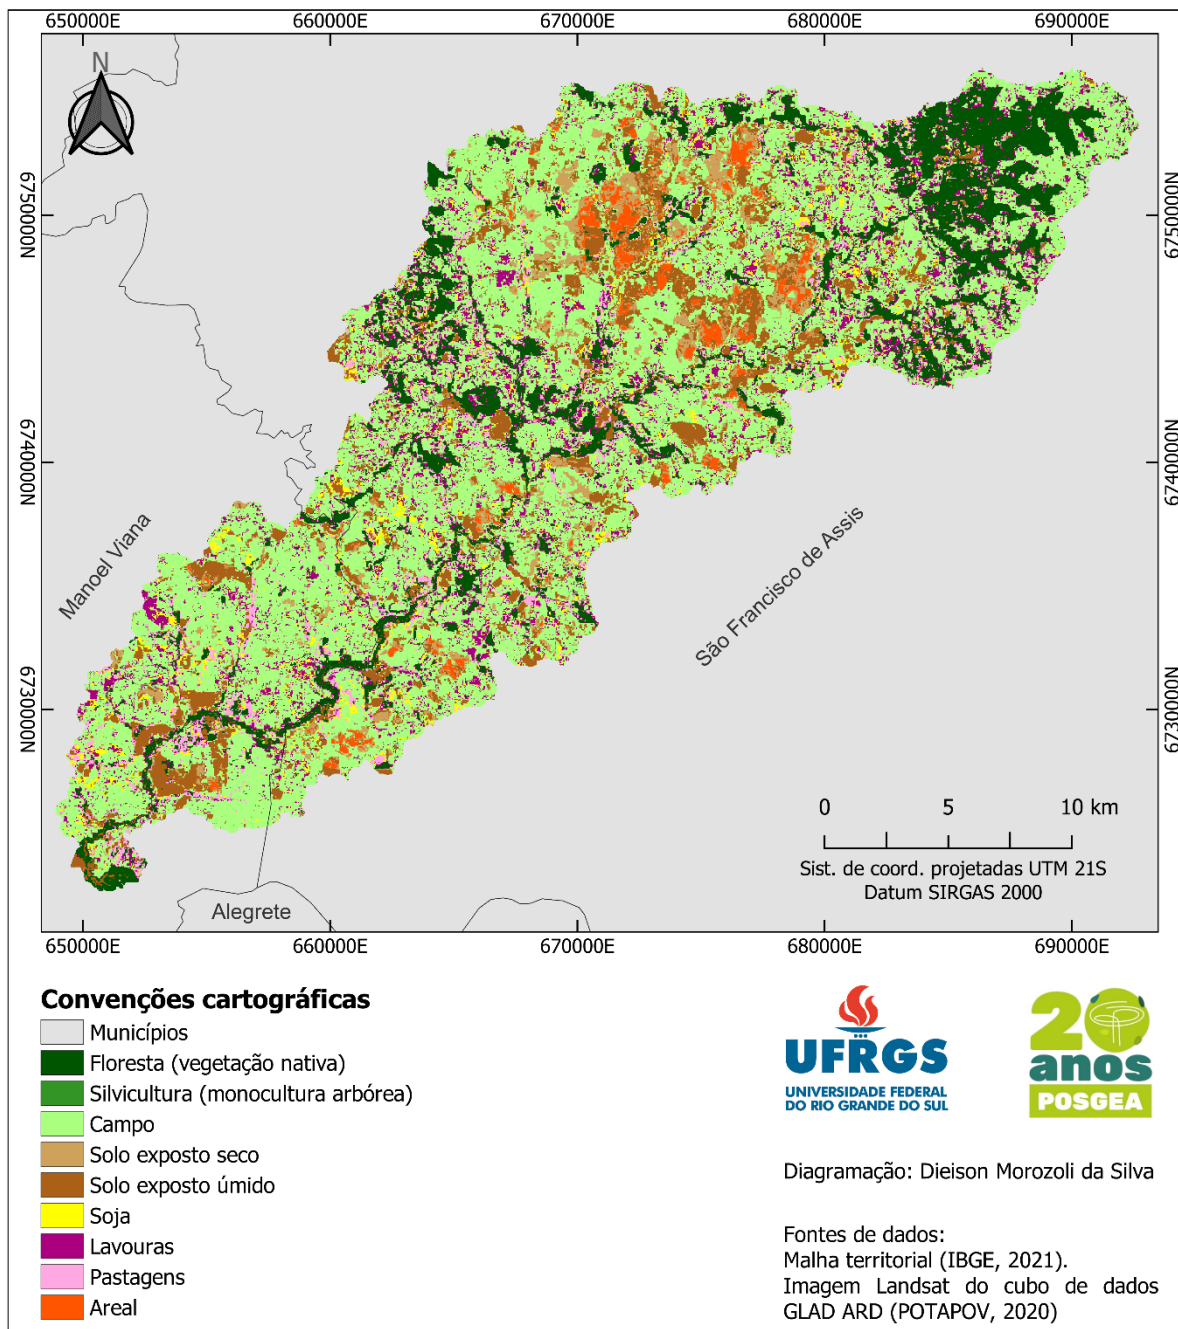 650000E 660000E 670000E 680000E 690000E
N
6750000N 6750000N
6740000N 6740000N
Manoel Viana
São Francisco de Assis
6730000N 6730000N
0 5 10 km
Sist. de coord. projetadas UTM 21S
Datum SIRGAS 2000
Alegrete
650000E 660000E 670000E 680000E 690000E
Convenções cartográficas
Municípios
Floresta (vegetação nativa)
Silvicultura (monocultura arbórea)
Campo
Solo exposto seco
Solo exposto úmido
Soja
Lavouras
Pastagens
Areal
UFRGS
UNIVERSIDADE FEDERAL
DO RIO GRANDE DO SUL
20
anos
POSGEA
Diagramação: Dieison Morozoli da Silva
Fontes de dados:
Malha territorial (IBGE, 2021).
Imagem Landsat do cubo de dados
GLAD ARD (POTAPOV, 2020)